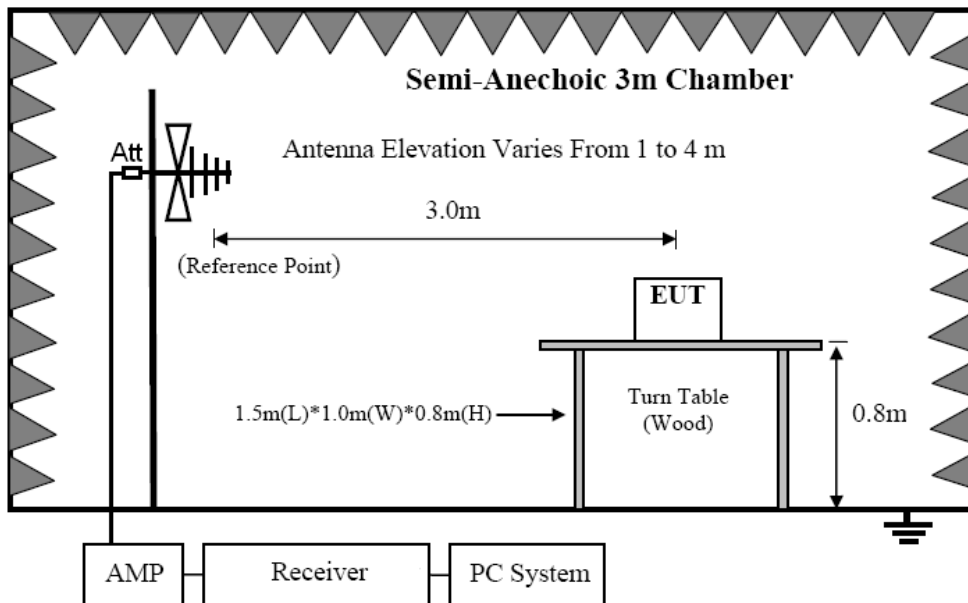 Semi-Anechoic 3m Chamber
Att
Antenna Elevation Varies From 1 to 4 m
3.0m
(Reference Point)
EUT
1.5m(L)*1.0m(W)*0.8m(H)
Turn Table
(Wood)
0.8m
AMP
Receiver
PC System